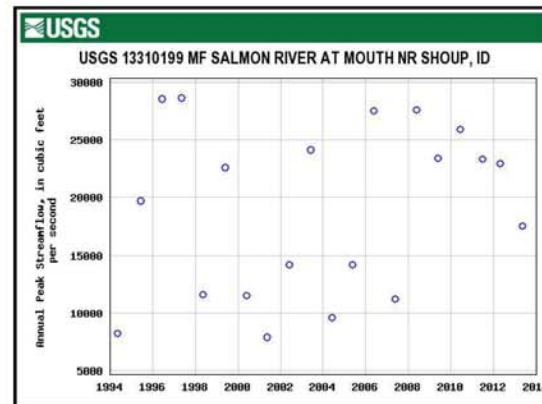 USGS
USGS 13310199 MF SALMON RIVER AT MOUTH NR SHOUP, ID
Annual Peak Streamflow, in cubic feet
per second
30000
25000
20000
15000
10000
5000
1994 1996 1998 2000 2002 2004 2006 2008 2010 2012 201